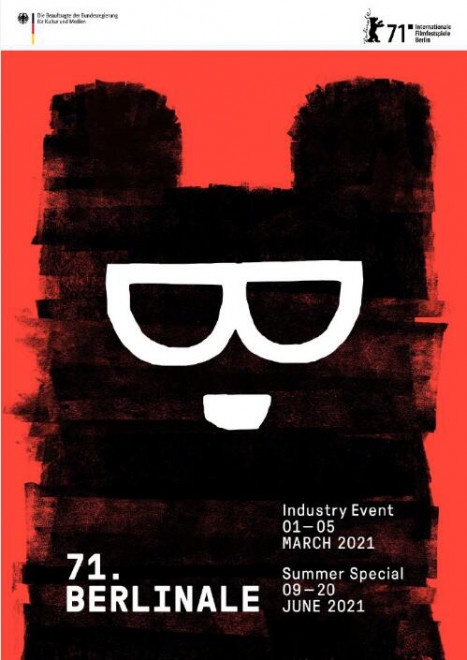 Die Beauftragte der Bundesregierung
für Kultur und Medien
71
Internationale
Filmfestspiele
Berlin
Industry Event
01–05
MARCH 2021
Summer Special
09–20
JUNE 2021
71.
BERLINALE